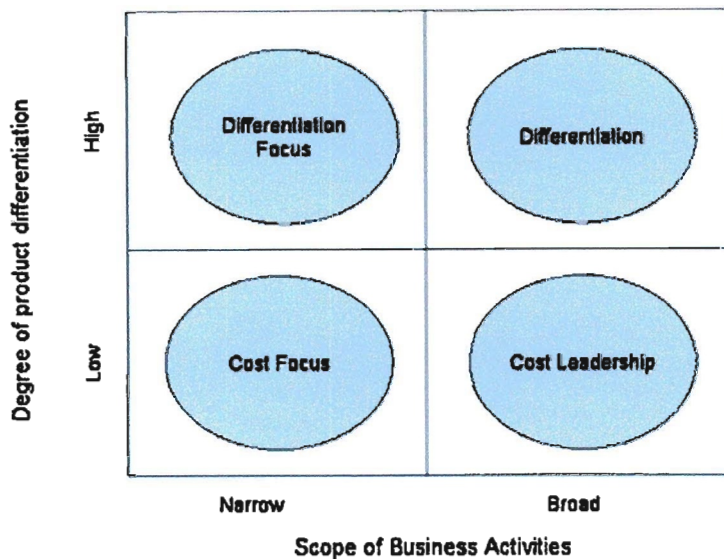 Degree of product differentiation
High
Low
Differentiation
Focus
Differentiation
Cost Focus
Cost Leadership
Narrow
Broad
Scope of Business Activities